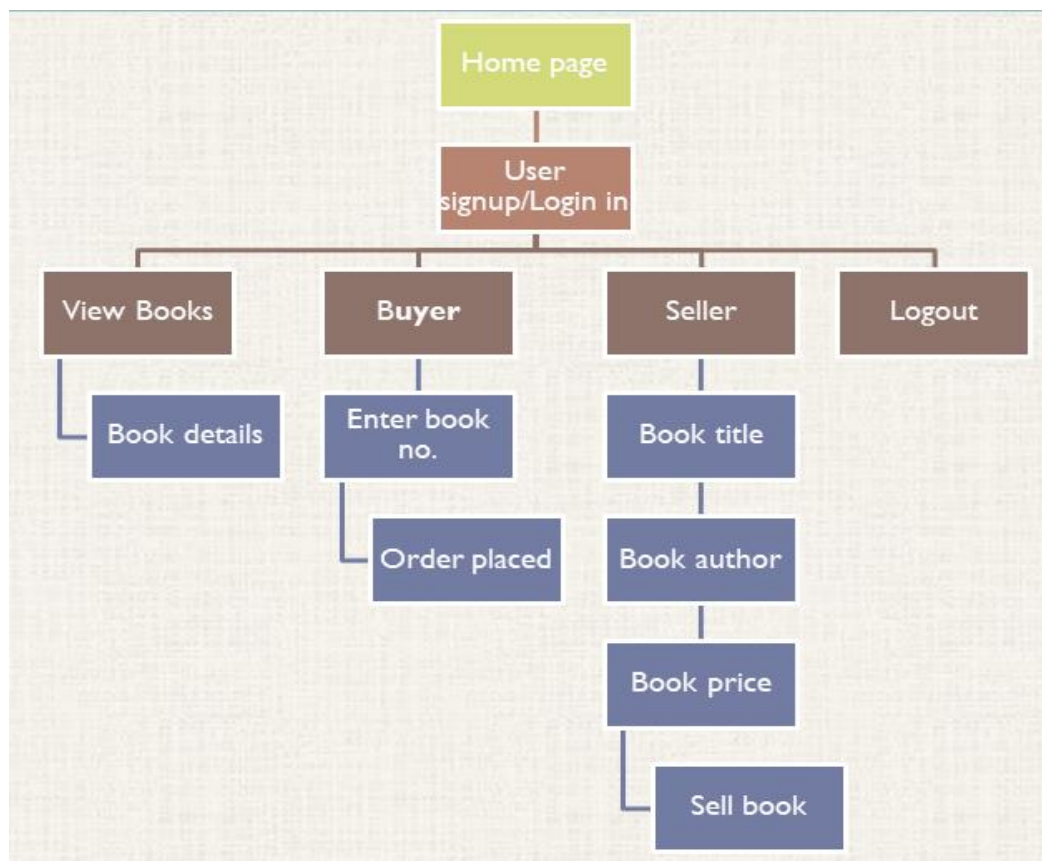 Home page
User
signup/Login in
View Books
Buyer
Seller
Logout
Book details
Enter book
no.
Book title
Order placed
Book author
Book price
Sell book